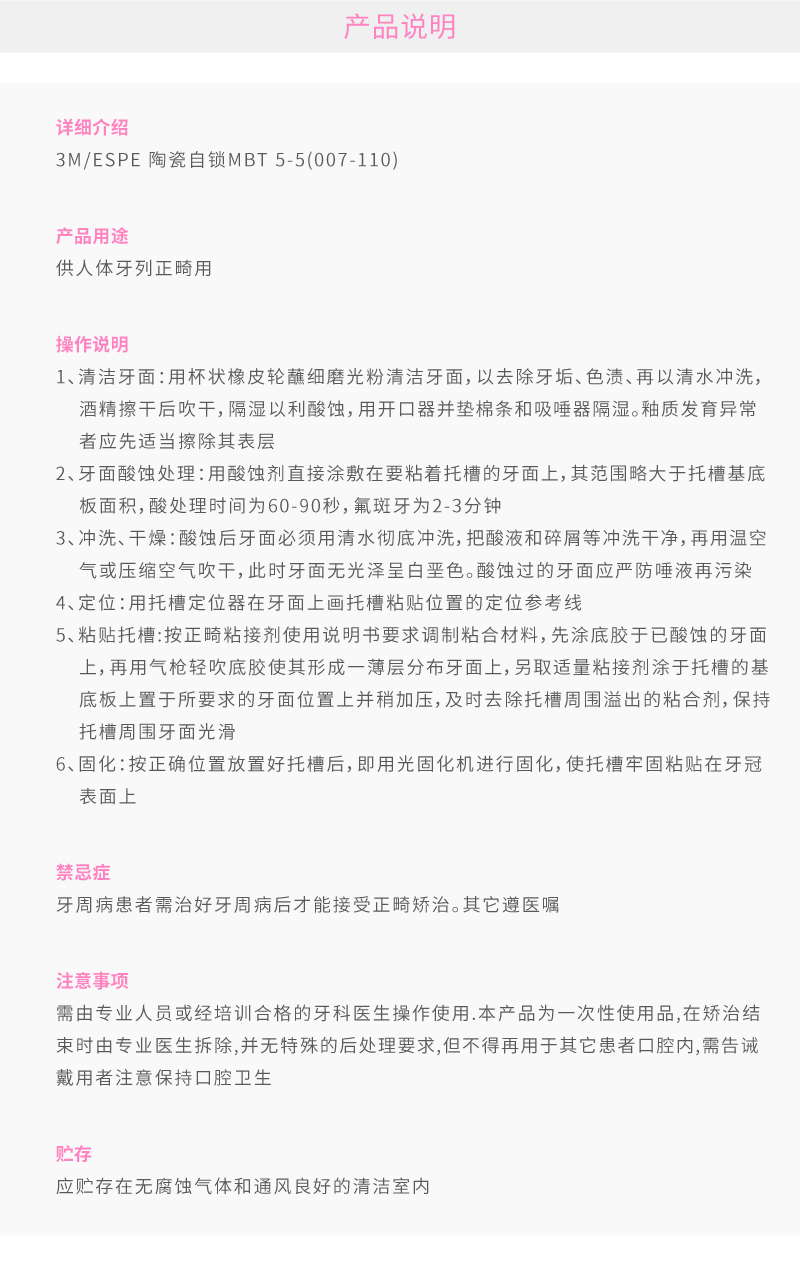 产品说明
详细介绍
3M/ESPE 陶瓷自锁MBT 5-5(007-110)
产品用途
供人体牙列正畸用
操作说明
1、清洁牙面：用杯状橡皮轮蘸细磨光粉清洁牙面，以去除牙垢、色渍、再以清水冲洗，
酒精擦干后吹干，隔湿以利酸蚀，用开口器并垫棉条和吸唾器隔湿。釉质发育异常
者应先适当擦除其表层
2、牙面酸蚀处理：用酸蚀剂直接涂敷在要粘着托槽的牙面上，其范围略大于托槽基底
板面积，酸处理时间为60-90秒，氟斑牙为2-3分钟
3、冲洗、干燥：酸蚀后牙面必须用清水彻底冲洗，把酸液和碎屑等冲洗干净，再用温空
气或压缩空气吹干，此时牙面无光泽呈白垩色。酸蚀过的牙面应严防唾液再污染
4、定位：用托槽定位器在牙面上画托槽粘贴位置的定位参考线
5、粘贴托槽:按正畸粘接剂使用说明书要求调制粘合材料，先涂底胶于已酸蚀的牙面
上，再用气枪轻吹底胶使其形成一薄层分布牙面上，另取适量粘接剂涂于托槽的基
底板上置于所要求的牙面位置上并稍加压，及时去除托槽周围溢出的粘合剂，保持
托槽周围牙面光滑
6、固化：按正确位置放置好托槽后，即用光固化机进行固化，使托槽牢固粘贴在牙冠
表面上
禁忌症
牙周病患者需治好牙周病后才能接受正畸矫治。其它遵医嘱
注意事项
需由专业人员或经培训合格的牙科医生操作使用.本产品为一次性使用品,在矫治结
束时由专业医生拆除,并无特殊的后处理要求,但不得再用于其它患者口腔内,需告诫
戴用者注意保持口腔卫生
贮存
应贮存在无腐蚀气体和通风良好的清洁室内